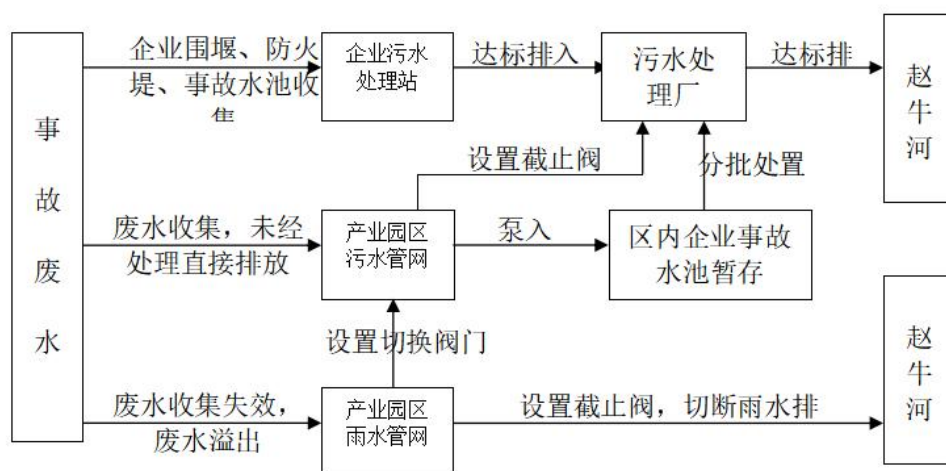 事
故
废
水
企业围堰、防火
堤、事故水池收
集
企业污水
处理站
达标排入
污水处
理厂
达标排
赵
牛
河
设置截止阀
分批处置
废水收集，未经
处理直接排放
产业园区
污水管网
泵入
区内企业事故
水池暂存
设置切换阀门
废水收集失效，
废水溢出
产业园区
雨水管网
设置截止阀，切断雨水排
赵
牛
河